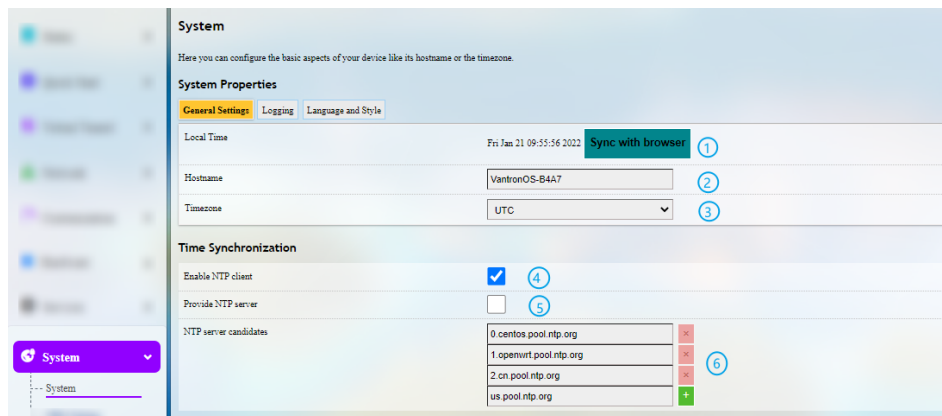 System
Here you can configure the basic aspects of your device like its hostname or the timezone.
System Properties
General Settings Logging Language and Style
Local Time Fri Jan 21 09:55:56 2022 Sync with browser 1
Hostname VantronOS-B4A7 2
Timezone UTC 3
Time Synchronization
Enable NTP client 4
Provide NTP server 5
NTP server candidates 0.centos.pool.ntp.org ×
1.openwrt.pool.ntp.org ×
6
2.cn.pool.ntp.org ×
us.pool.ntp.org +
System
System